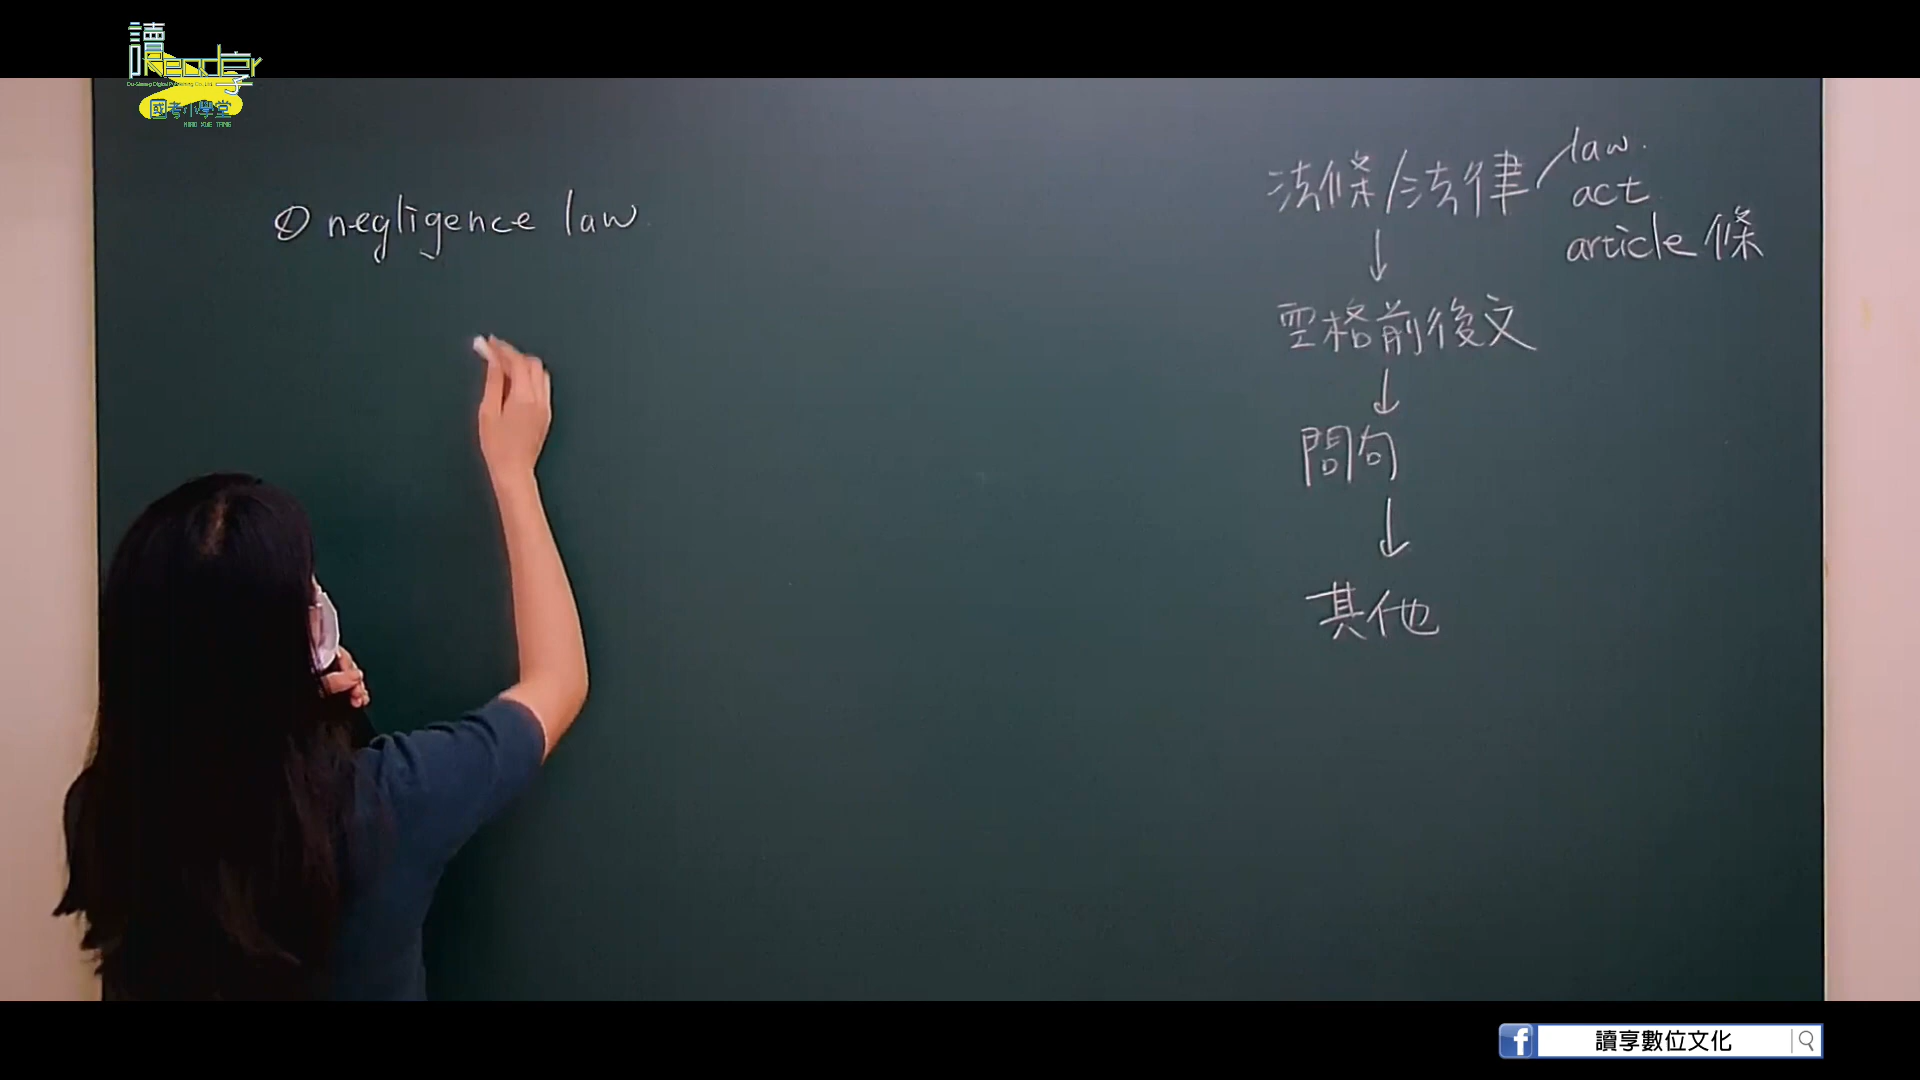 讀享
Reader
國考小學堂
① negligence law
法條/法律
law.
act
article 條
↓
空格前後文
↓
問句
↓
其他
讀享數位文化